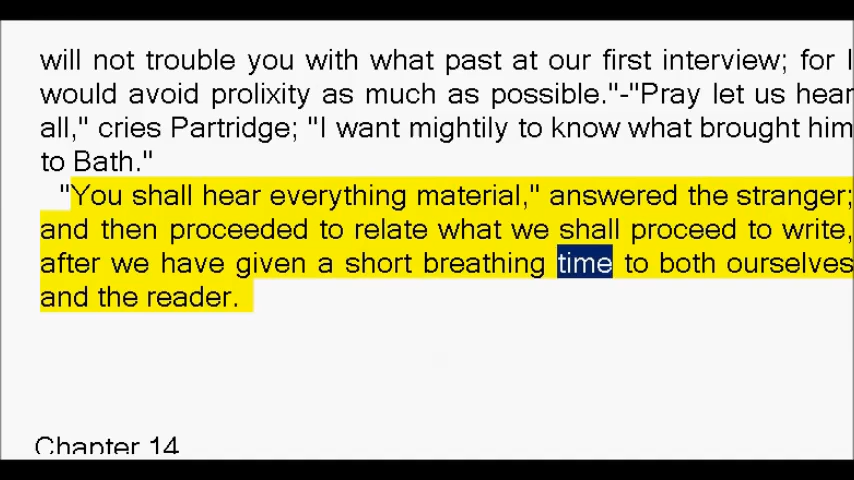 will not trouble you with what past at our first interview; for I
would avoid prolixity as much as possible."-"Pray let us hear
all," cries Partridge; "I want mightily to know what brought him
to Bath."
"You shall hear everything material," answered the stranger;
and then proceeded to relate what we shall proceed to write,
after we have given a short breathing time to both ourselves
and the reader.
Chapter 14